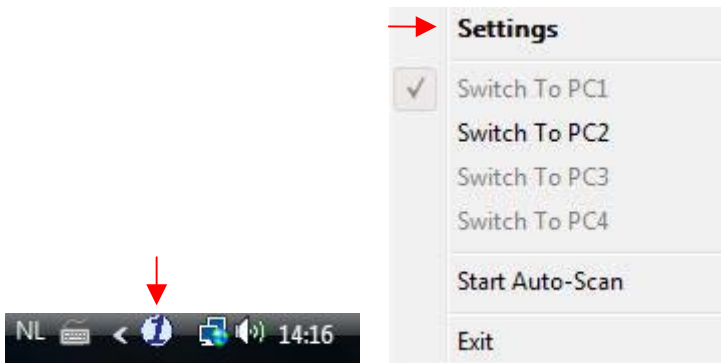 Settings
Switch To PC1
Switch To PC2
Switch To PC3
Switch To PC4
Start Auto-Scan
Exit
NL < 1 14:16